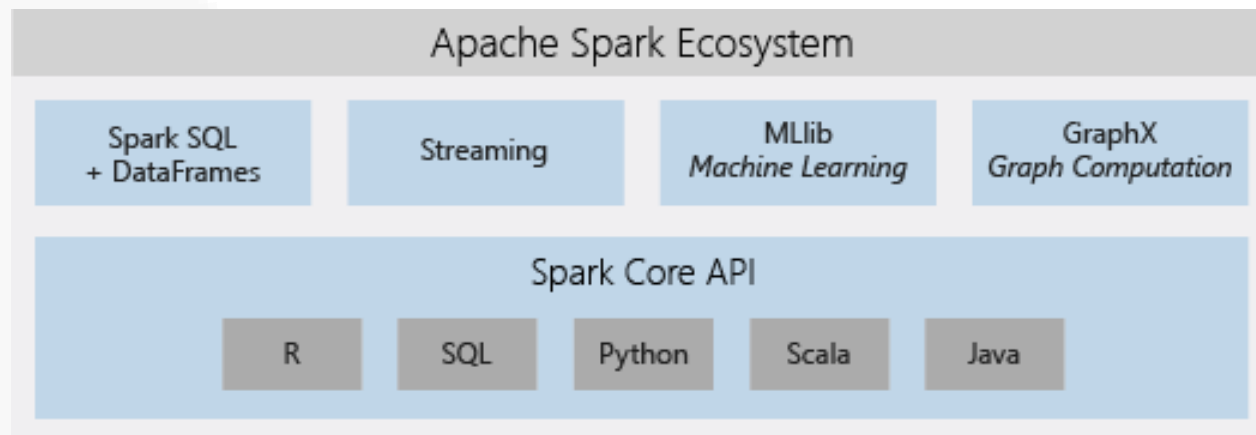 Apache Spark Ecosystem
Spark SQL
+ DataFrames
Streaming
MLlib
Machine Learning
GraphX
Graph Computation
Spark Core API
R
SQL
Python
Scala
Java